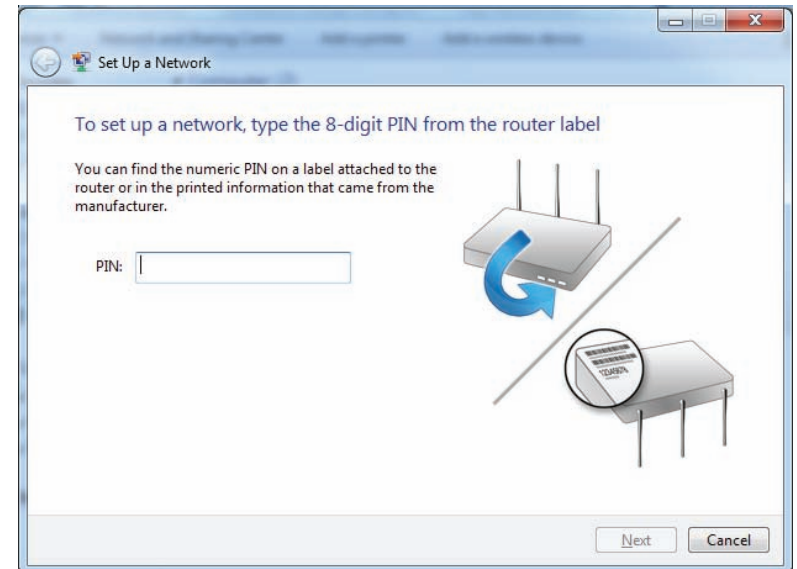 Set Up a Network
To set up a network, type the 8-digit PIN from the router label
You can find the numeric PIN on a label attached to the
router or in the printed information that came from the
manufacturer.
PIN:
12345678
Next
Cancel